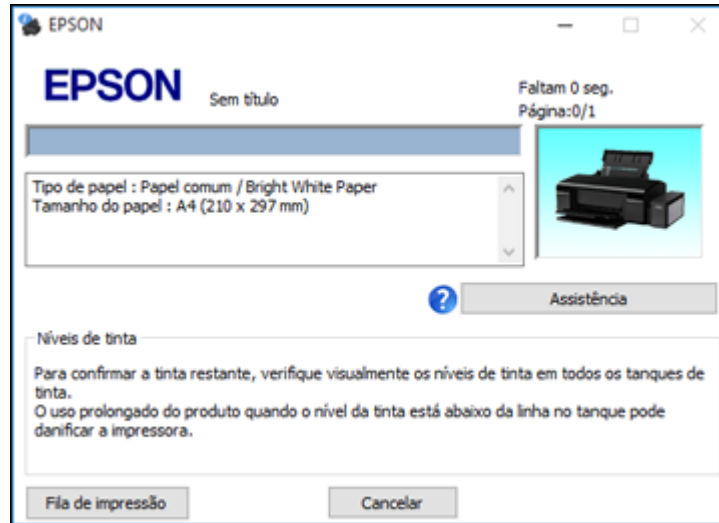 EPSON
EPSON
Sem título
Faltam 0 seg.
Página:0/1
Tipo de papel : Papel comum / Bright White Paper
Tamanho do papel : A4 (210 x 297 mm)
?
Assistência
Níveis de tinta
Para confirmar a tinta restante, verifique visualmente os níveis de tinta em todos os tanques de
tinta.
O uso prolongado do produto quando o nível da tinta está abaixo da linha no tanque pode
danificar a impressora.
Fila de impressão
Cancelar